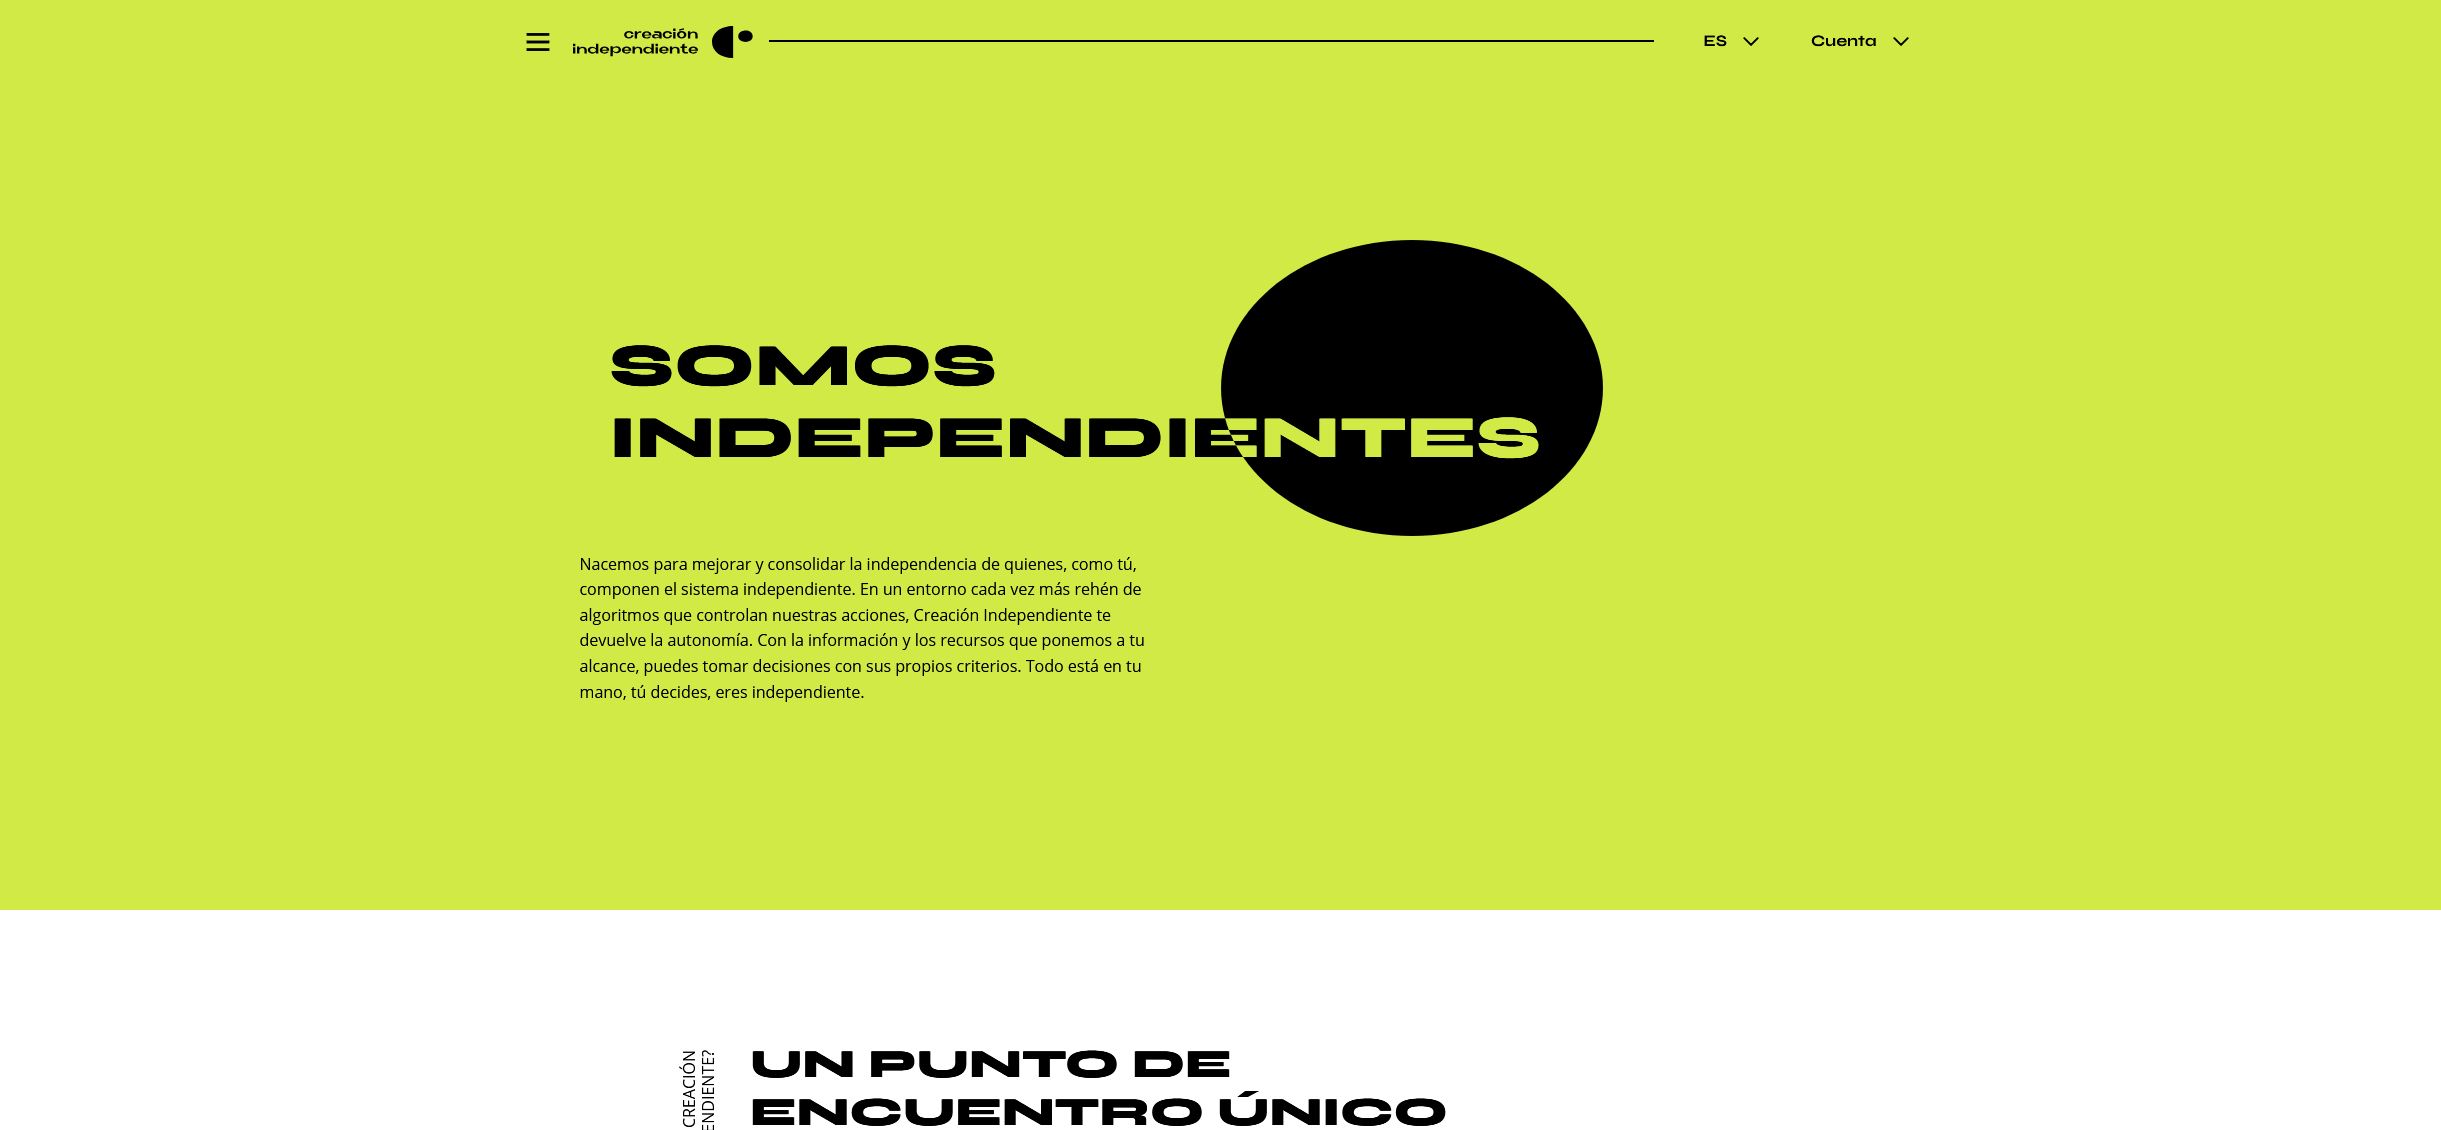 creación
independiente
ES
Cuenta
SOMOS
INDEPENDIENTES
Nacemos para mejorar y consolidar la independencia de quienes, como tú,
componen el sistema independiente. En un entorno cada vez más rehén de
algoritmos que controlan nuestras acciones, Creación Independiente te
devuelve la autonomía. Con la información y los recursos que ponemos a tu
alcance, puedes tomar decisiones con sus propios criterios. Todo está en tu
mano, tú decides, eres independiente.
CREACIÓN
ENDIENTE?
UN PUNTO DE
ENCUENTRO ÚNICO